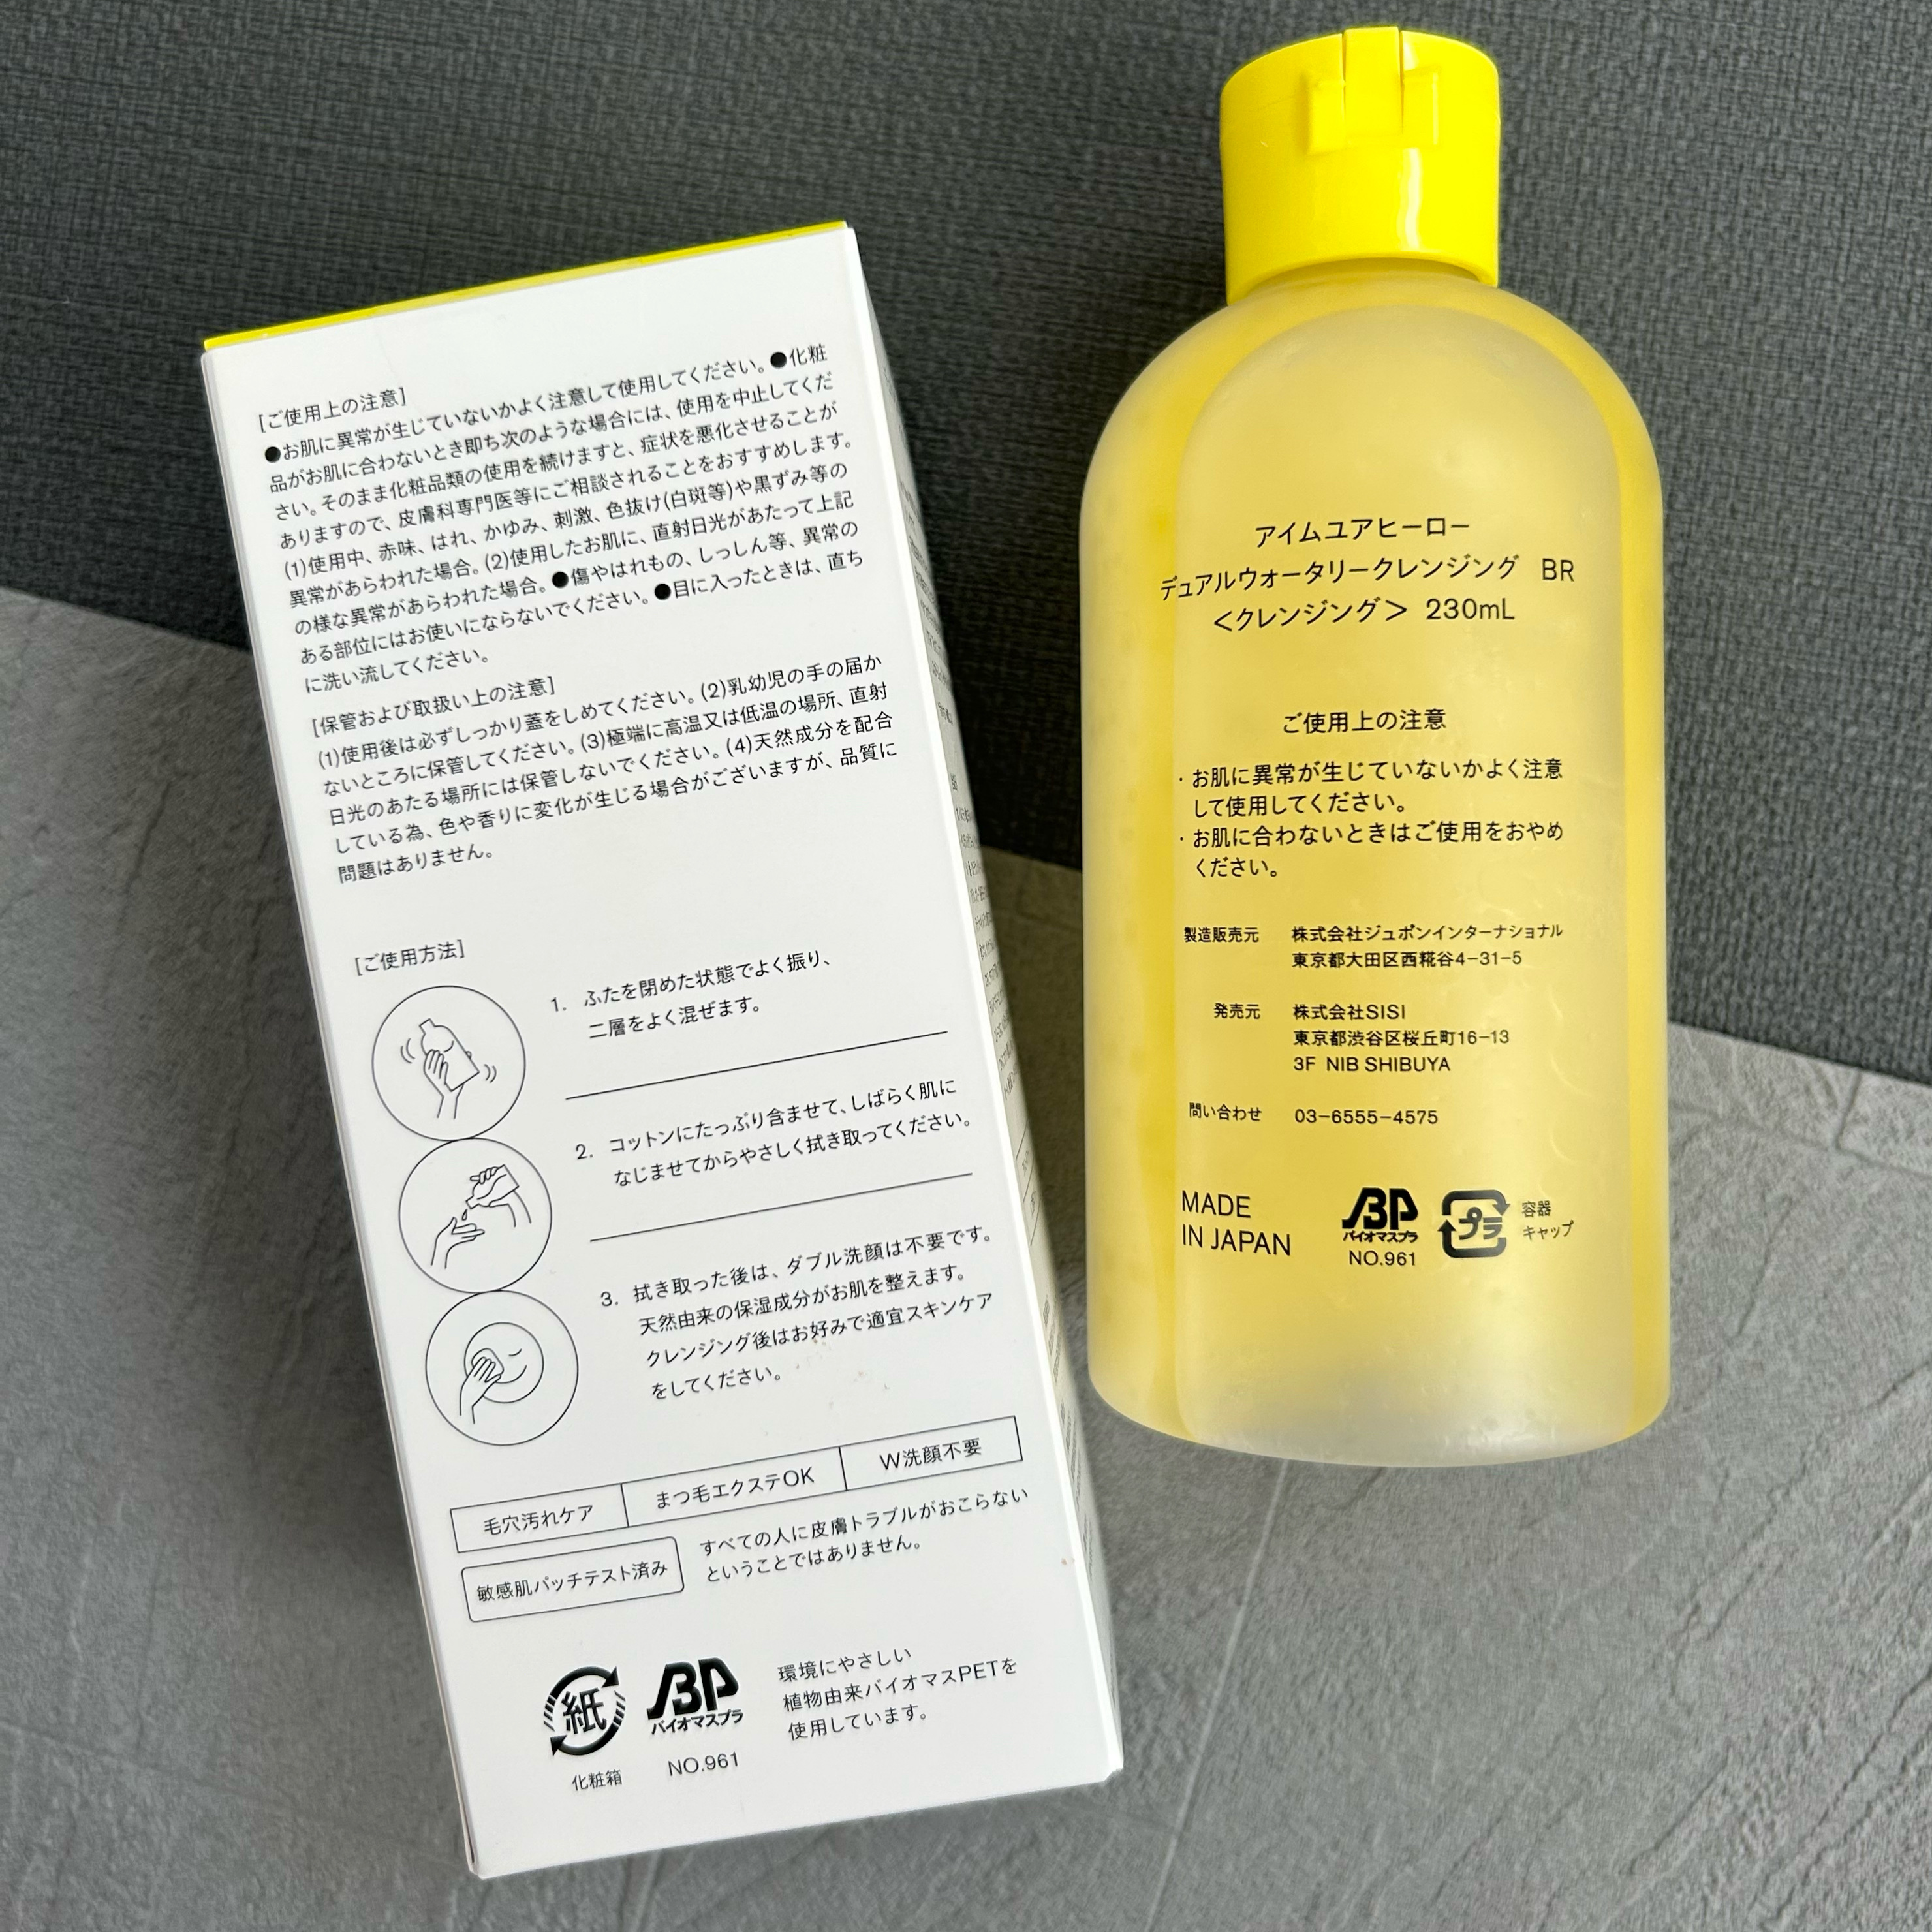 [ご使用上の注意]
●お肌に異常が生じていないかよく注意して使用してください。●化粧
品がお肌に合わないとき即ち次のような場合には、使用を中止してくだ
さい。そのまま化粧品類の使用を続けますと、症状を悪化させることが
ありますので、皮膚科専門医等にご相談されることをおすすめします。
(1)使用中、赤味、はれ、かゆみ、刺激、色抜け(白斑等)や黒ずみ等の
異常があらわれた場合。(2)使用したお肌に、直射日光があたって上記
の様な異常があらわれた場合。●傷やはれもの、しっしん等、異常の
ある部位にはお使いにならないでください。●目に入ったときは、直ち
に洗い流してください。
[保管および取扱い上の注意]
(1)使用後は必ずしっかり蓋をしめてください。(2)乳幼児の手の届か
ないところに保管してください。(3)極端に高温又は低温の場所、直射
日光のあたる場所には保管しないでください。(4)天然成分を配合
している為、色や香りに変化が生じる場合がございますが、品質に
問題はありません。
[ご使用方法]
1. ふたを閉めた状態でよく振り、
二層をよく混ぜます。
2. コットンにたっぷり含ませて、しばらく肌に
なじませてからやさしく拭き取ってください。
3. 拭き取った後は、ダブル洗顔は不要です。
天然由来の保湿成分がお肌を整えます。
クレンジング後はお好みで適宜スキンケア
をしてください。
毛穴汚れケア まつ毛エクステOK W洗顔不要
敏感肌パッチテスト済み
すべての人に皮膚トラブルがおこらない
ということではありません。
紙
化粧箱
BP
バイオマスプラ
NO.961
環境にやさしい
植物由来バイオマスPETを
使用しています。
アイムユアヒーロー
デュアルウォータリークレンジング BR
＜クレンジング＞ 230mL
ご使用上の注意
・お肌に異常が生じていないかよく注意
して使用してください。
・お肌に合わないときはご使用をおやめ
ください。
製造販売元 株式会社ジュポンインターナショナル
東京都大田区西糀谷4-31-5
発売元 株式会社SISI
東京都渋谷区桜丘町16-13
3F NIB SHIBUYA
問い合わせ 03-6555-4575
MADE
IN JAPAN
BP
バイオマスプラ
NO.961
プラ
容器
キャップ